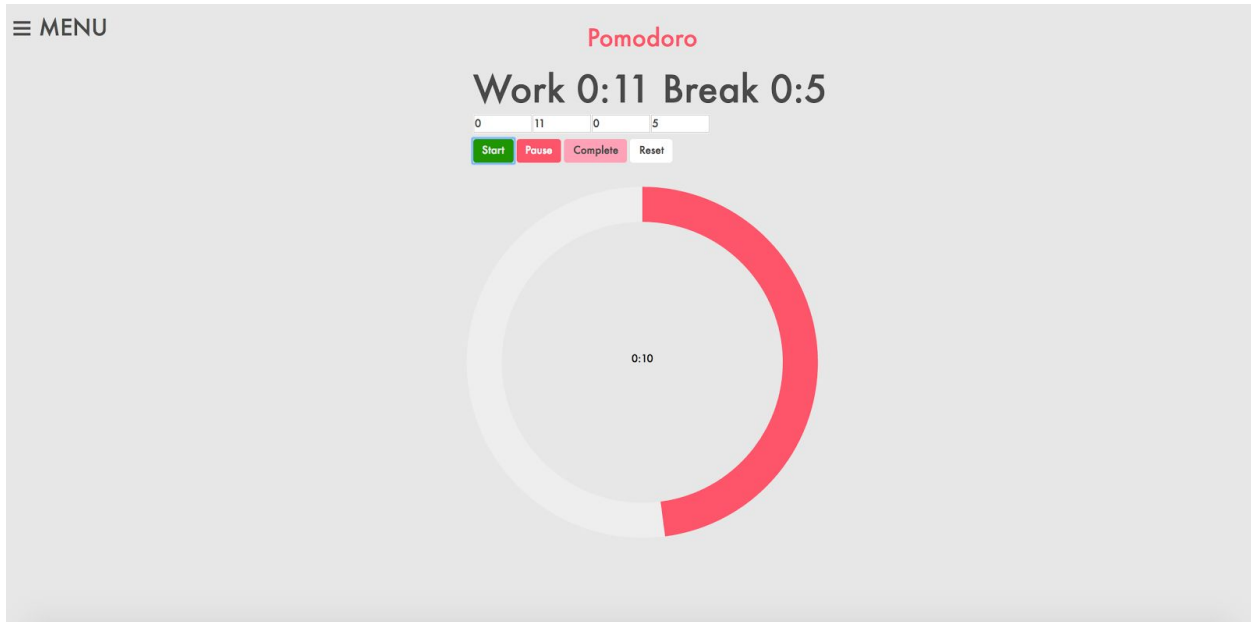 ≡ MENU
Pomodoro
Work 0:11 Break 0:5
0 11 0 5
Start Pause Complete Reset
0:10